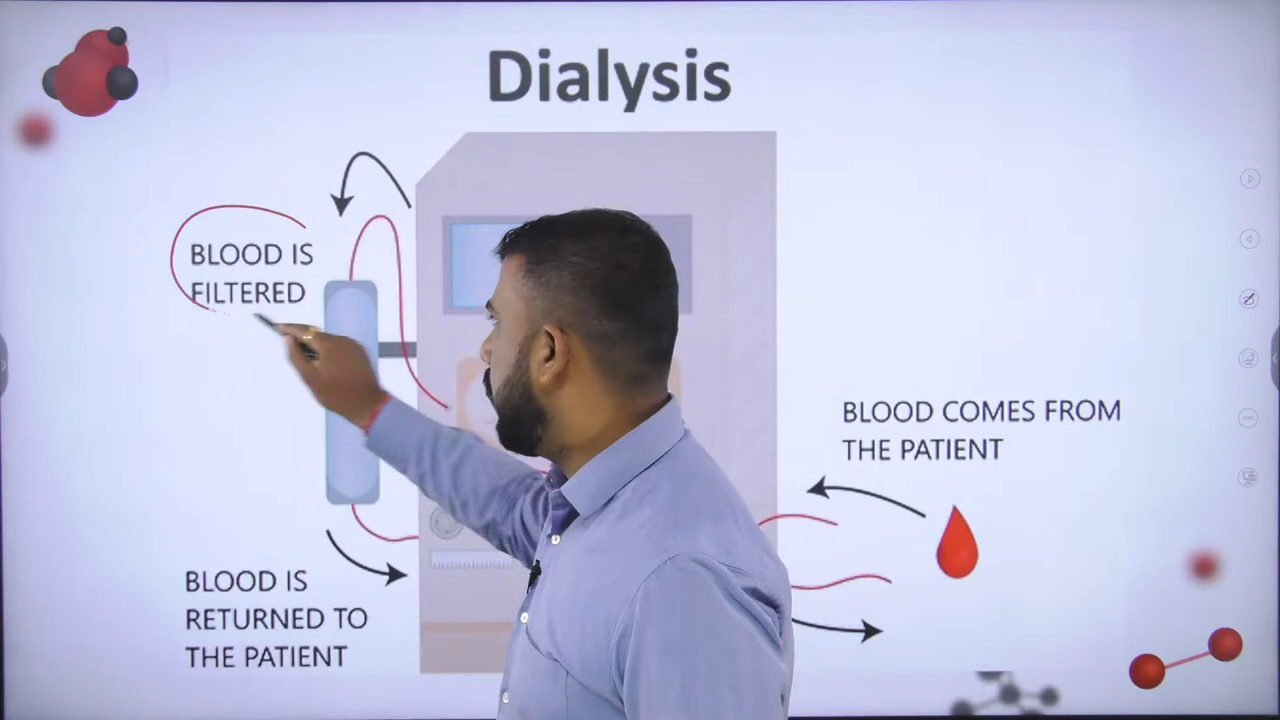 Dialysis
BLOOD IS
FILTERED
BLOOD COMES FROM
THE PATIENT
BLOOD IS
RETURNED TO
THE PATIENT